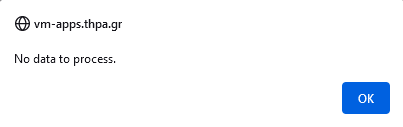 vm-apps.thpa.gr
No data to process.
OK